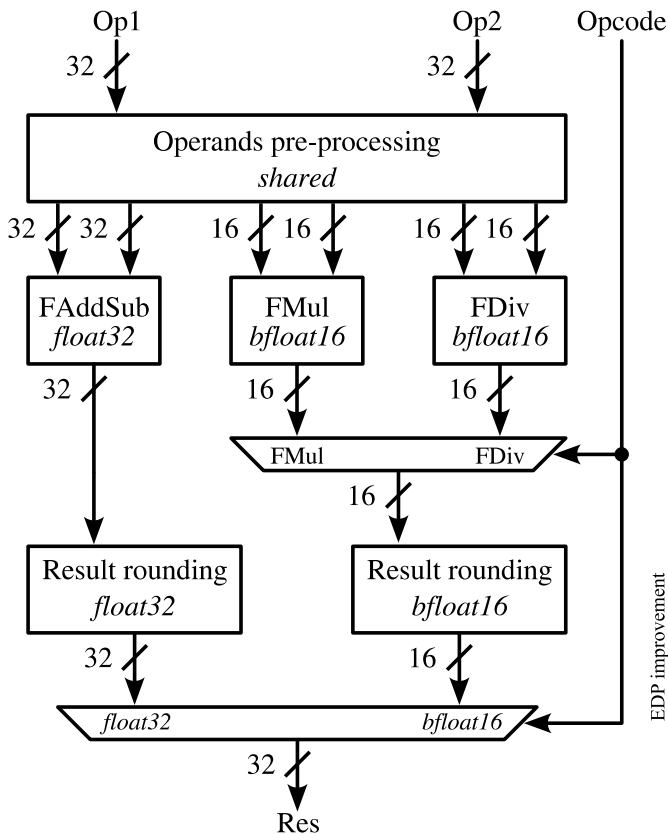 Op1 Op2 Opcode
32 32
Operands pre-processing
shared
32 32 16 16 16 16
FAddSub FMul FDiv
float32 bfloat16 bfloat16
32 16 16
FMul FDiv
16
Result rounding Result rounding
float32 bfloat16
32 16
EDP improvement
float32 bfloat16
32
Res